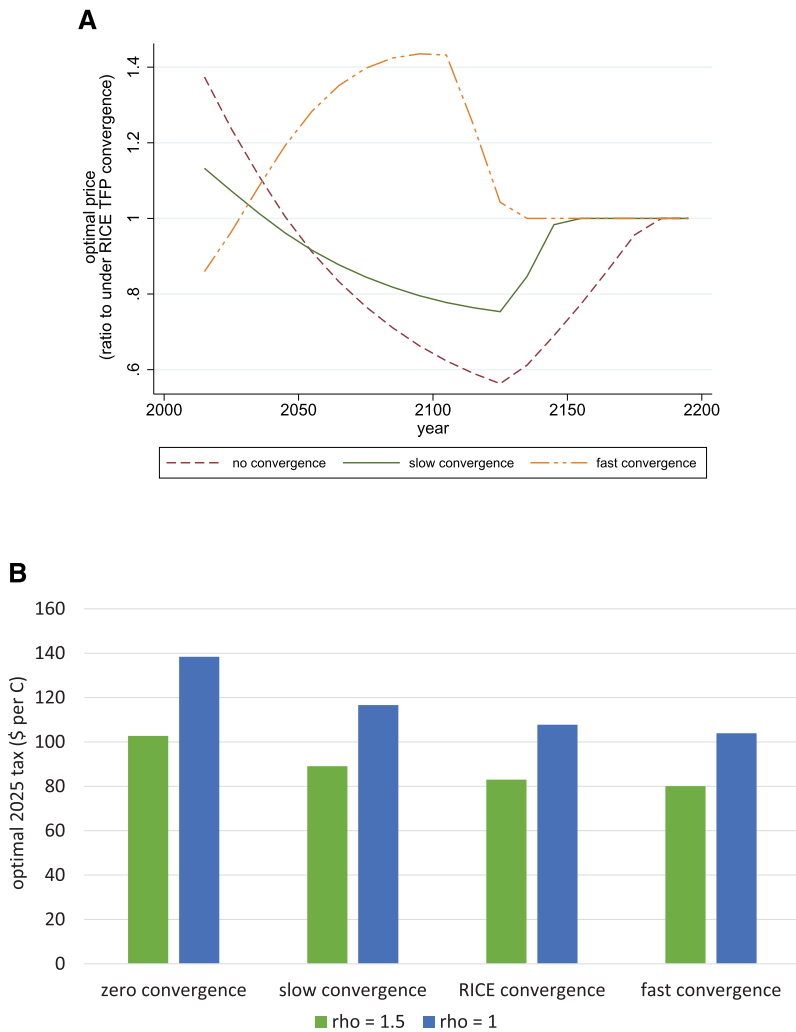 A
optimal price
(ratio to under RICE TFP convergence)
1.4
1.2
1
.8
.6
2000 2050 2100 2150 2200
year
no convergence slow convergence fast convergence
B
optimal 2025 tax ($ per C)
160
140
120
100
80
60
40
20
0
zero convergence slow convergence RICE convergence fast convergence
rho = 1.5 rho = 1